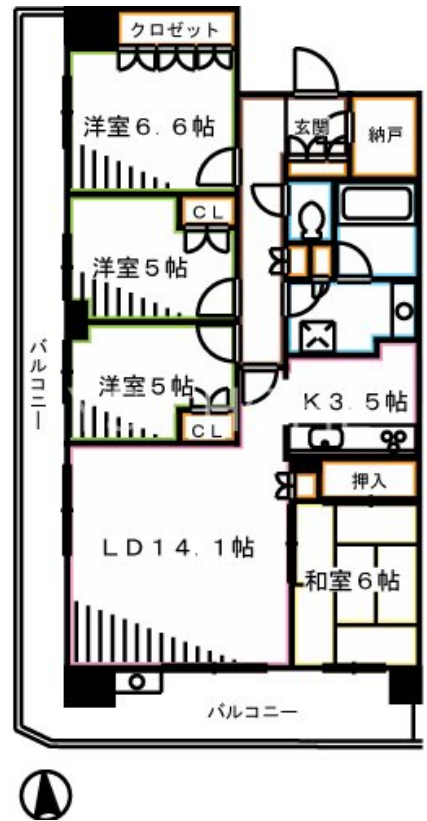 クロゼット
洋室6.6帖
玄関
納戸
CL
洋室5帖
バルコニー
洋室5帖
CL
K3.5帖
押入
LD14.1帖
和室6帖
バルコニー